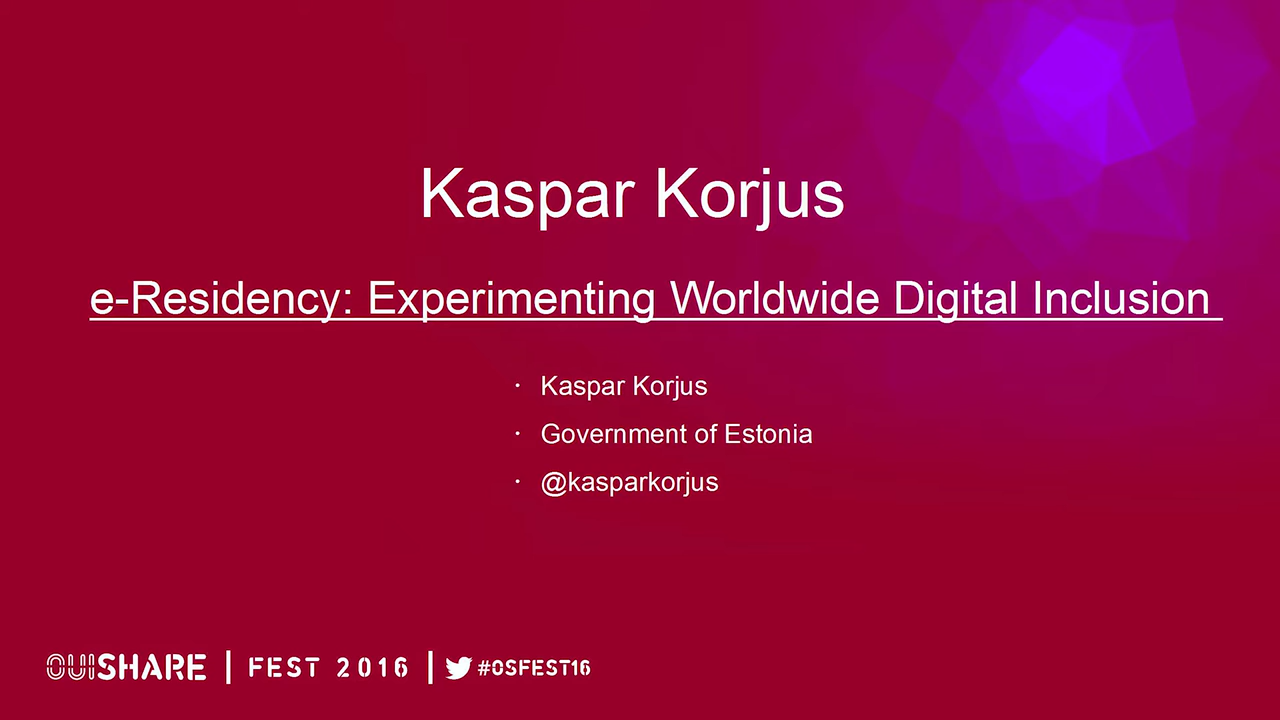 Kaspar Korjus
e-Residency: Experimenting Worldwide Digital Inclusion
· Kaspar Korjus
· Government of Estonia
· @kasparkorjus
OUISHARE | FEST 2016 | #OSFEST16